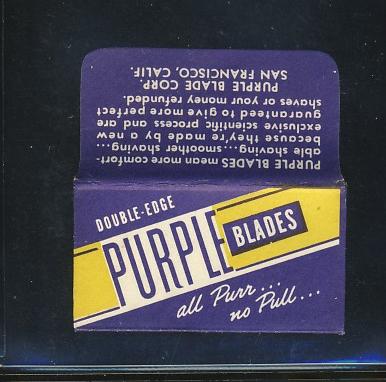 PURPLE BLADES mean more comfort-
able shaving....smoother shaving...
because they're made by a new
exclusive scientific process and are
guaranteed to give more perfect
shaves or your money refunded.
PURPLE BLADE CORP.
SAN FRANCISCO, CALIF.
DOUBLE-EDGE
PURPLE BLADES
all Purr...
no Pull...